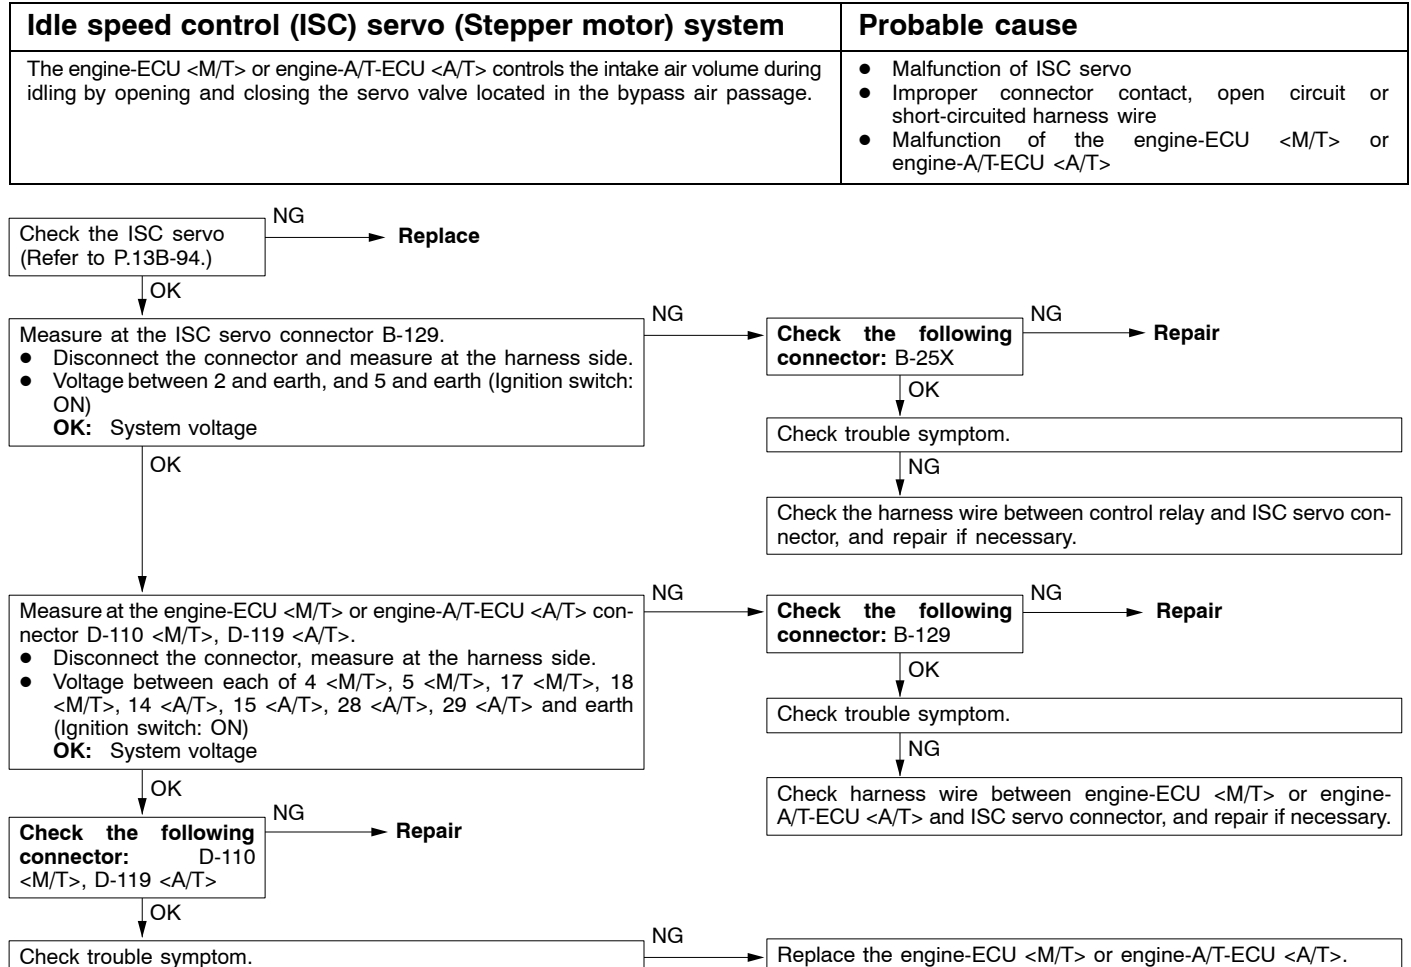 Idle speed control (ISC) servo (Stepper motor) system
Probable cause
The engine-ECU <M/T> or engine-A/T-ECU <A/T> controls the intake air volume during
idling by opening and closing the servo valve located in the bypass air passage.
● Malfunction of ISC servo
● Improper connector contact, open circuit or
short-circuited harness wire
● Malfunction of the engine-ECU <M/T> or
engine-A/T-ECU <A/T>
Check the ISC servo
(Refer to P.13B-94.)
NG
Replace
OK
Measure at the ISC servo connector B-129.
● Disconnect the connector and measure at the harness side.
● Voltage between 2 and earth, and 5 and earth (Ignition switch:
ON)
OK: System voltage
NG
Check the following
connector: B-25X
NG
Repair
OK
Check trouble symptom.
NG
Check the harness wire between control relay and ISC servo con-
nector, and repair if necessary.
OK
Measure at the engine-ECU <M/T> or engine-A/T-ECU <A/T> con-
nector D-110 <M/T>, D-119 <A/T>.
● Disconnect the connector, measure at the harness side.
● Voltage between each of 4 <M/T>, 5 <M/T>, 17 <M/T>, 18
<M/T>, 14 <A/T>, 15 <A/T>, 28 <A/T>, 29 <A/T> and earth
(Ignition switch: ON)
OK: System voltage
NG
Check the following
connector: B-129
NG
Repair
OK
Check trouble symptom.
NG
Check harness wire between engine-ECU <M/T> or engine-
A/T-ECU <A/T> and ISC servo connector, and repair if necessary.
OK
Check the following
connector: D-110
<M/T>, D-119 <A/T>
NG
Repair
OK
Check trouble symptom.
NG
Replace the engine-ECU <M/T> or engine-A/T-ECU <A/T>.